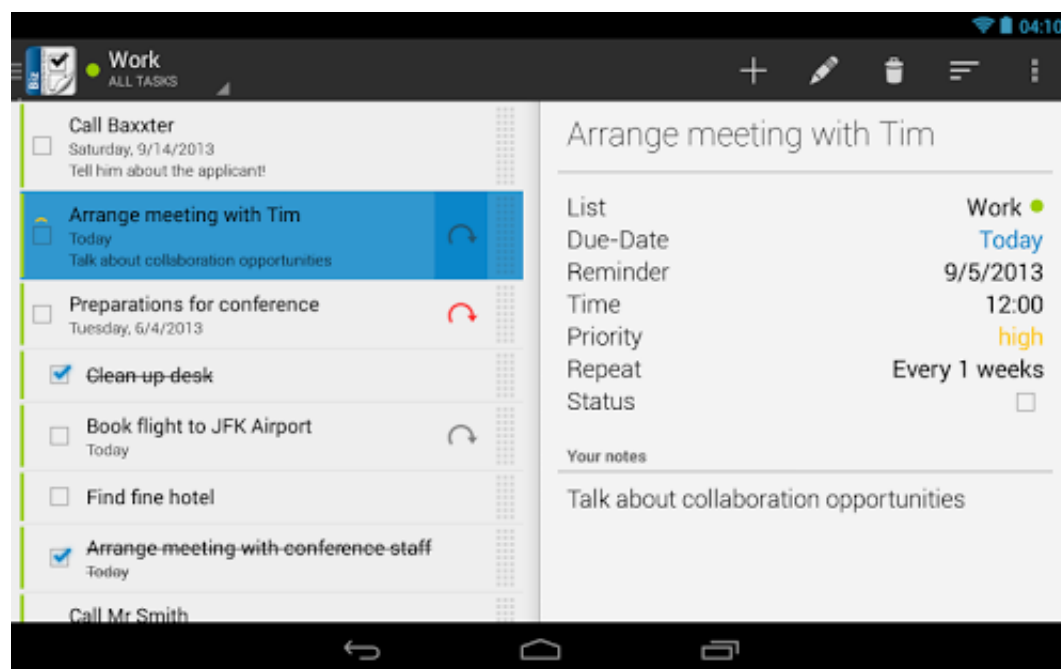 04:10
Biz
Work
ALL TASKS
Call Baxxter
Saturday, 9/14/2013
Tell him about the applicant!
Arrange meeting with Tim
Today
Talk about collaboration opportunities
Preparations for conference
Tuesday, 6/4/2013
Clean up desk
Book flight to JFK Airport
Today
Find fine hotel
Arrange meeting with conference staff
Today
Call Mr Smith
Arrange meeting with Tim
List Work
Due-Date Today
Reminder 9/5/2013
Time 12:00
Priority high
Repeat Every 1 weeks
Status
Your notes
Talk about collaboration opportunities